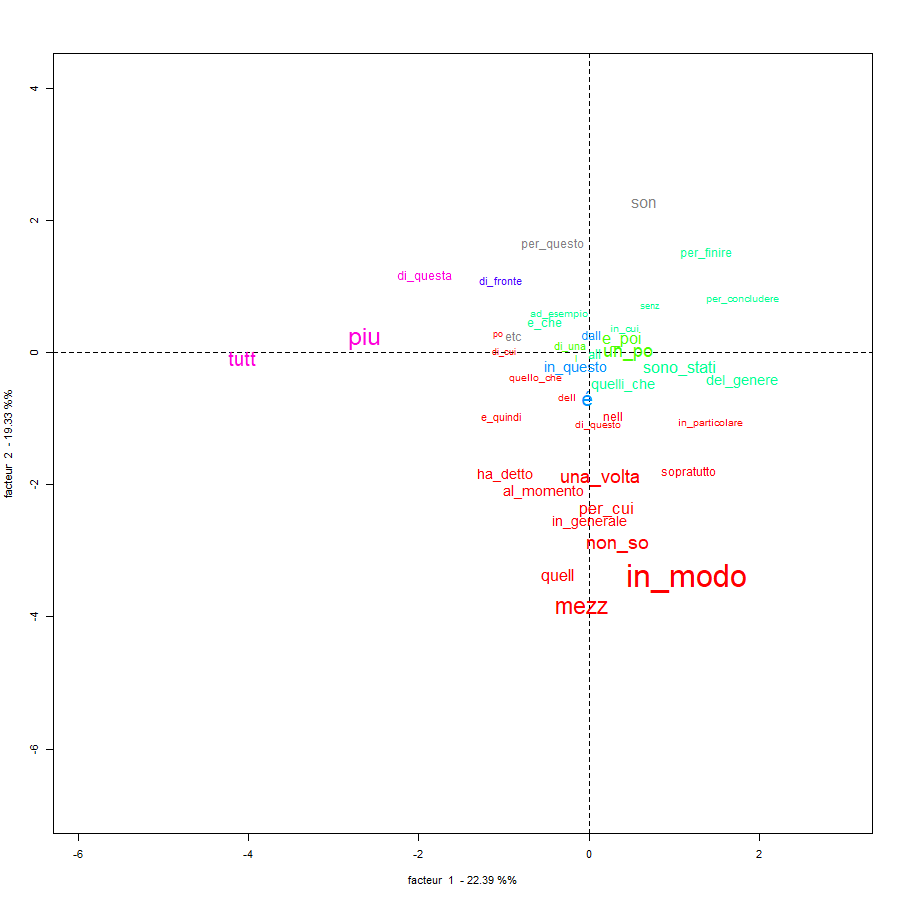 4
son
2
per_questo
per_finire
di_questa
di_fronte
per_concludere
senz
ad_esempio
e_che
in_cui
po
etc
dall
e_poi
piu
di_una
di_cui
un_po
all
0
tutt
in_questo
sono_stati
quello_che
quelli_che
del_genere
dell
é
e_quindi
nell
di_questo
in_particolare
facteur 2 - 19.33 %%
ha_detto
una_volta
sopratutto
-2
al_momento
per_cui
in_generale
non_so
quell
in_modo
mezz
-4
-6
-6 -4 -2 0 2
facteur 1 - 22.39 %%